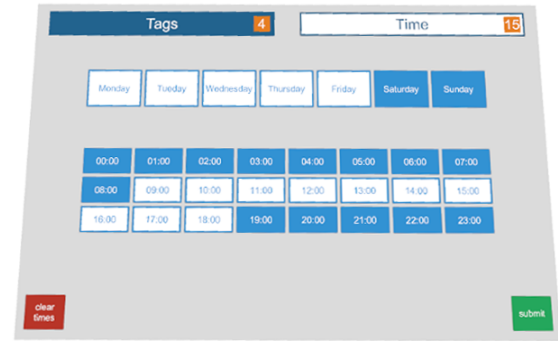 Tags 4 Time 15
Monday Tueday Wednesday Thursday Friday Saturday Sunday
00:00 01:00 02:00 03:00 04:00 05:00 06:00 07:00
08:00 09:00 10:00 11:00 12:00 13:00 14:00 15:00
16:00 17:00 18:00 19:00 20:00 21:00 22:00 23:00
clear
times
submit